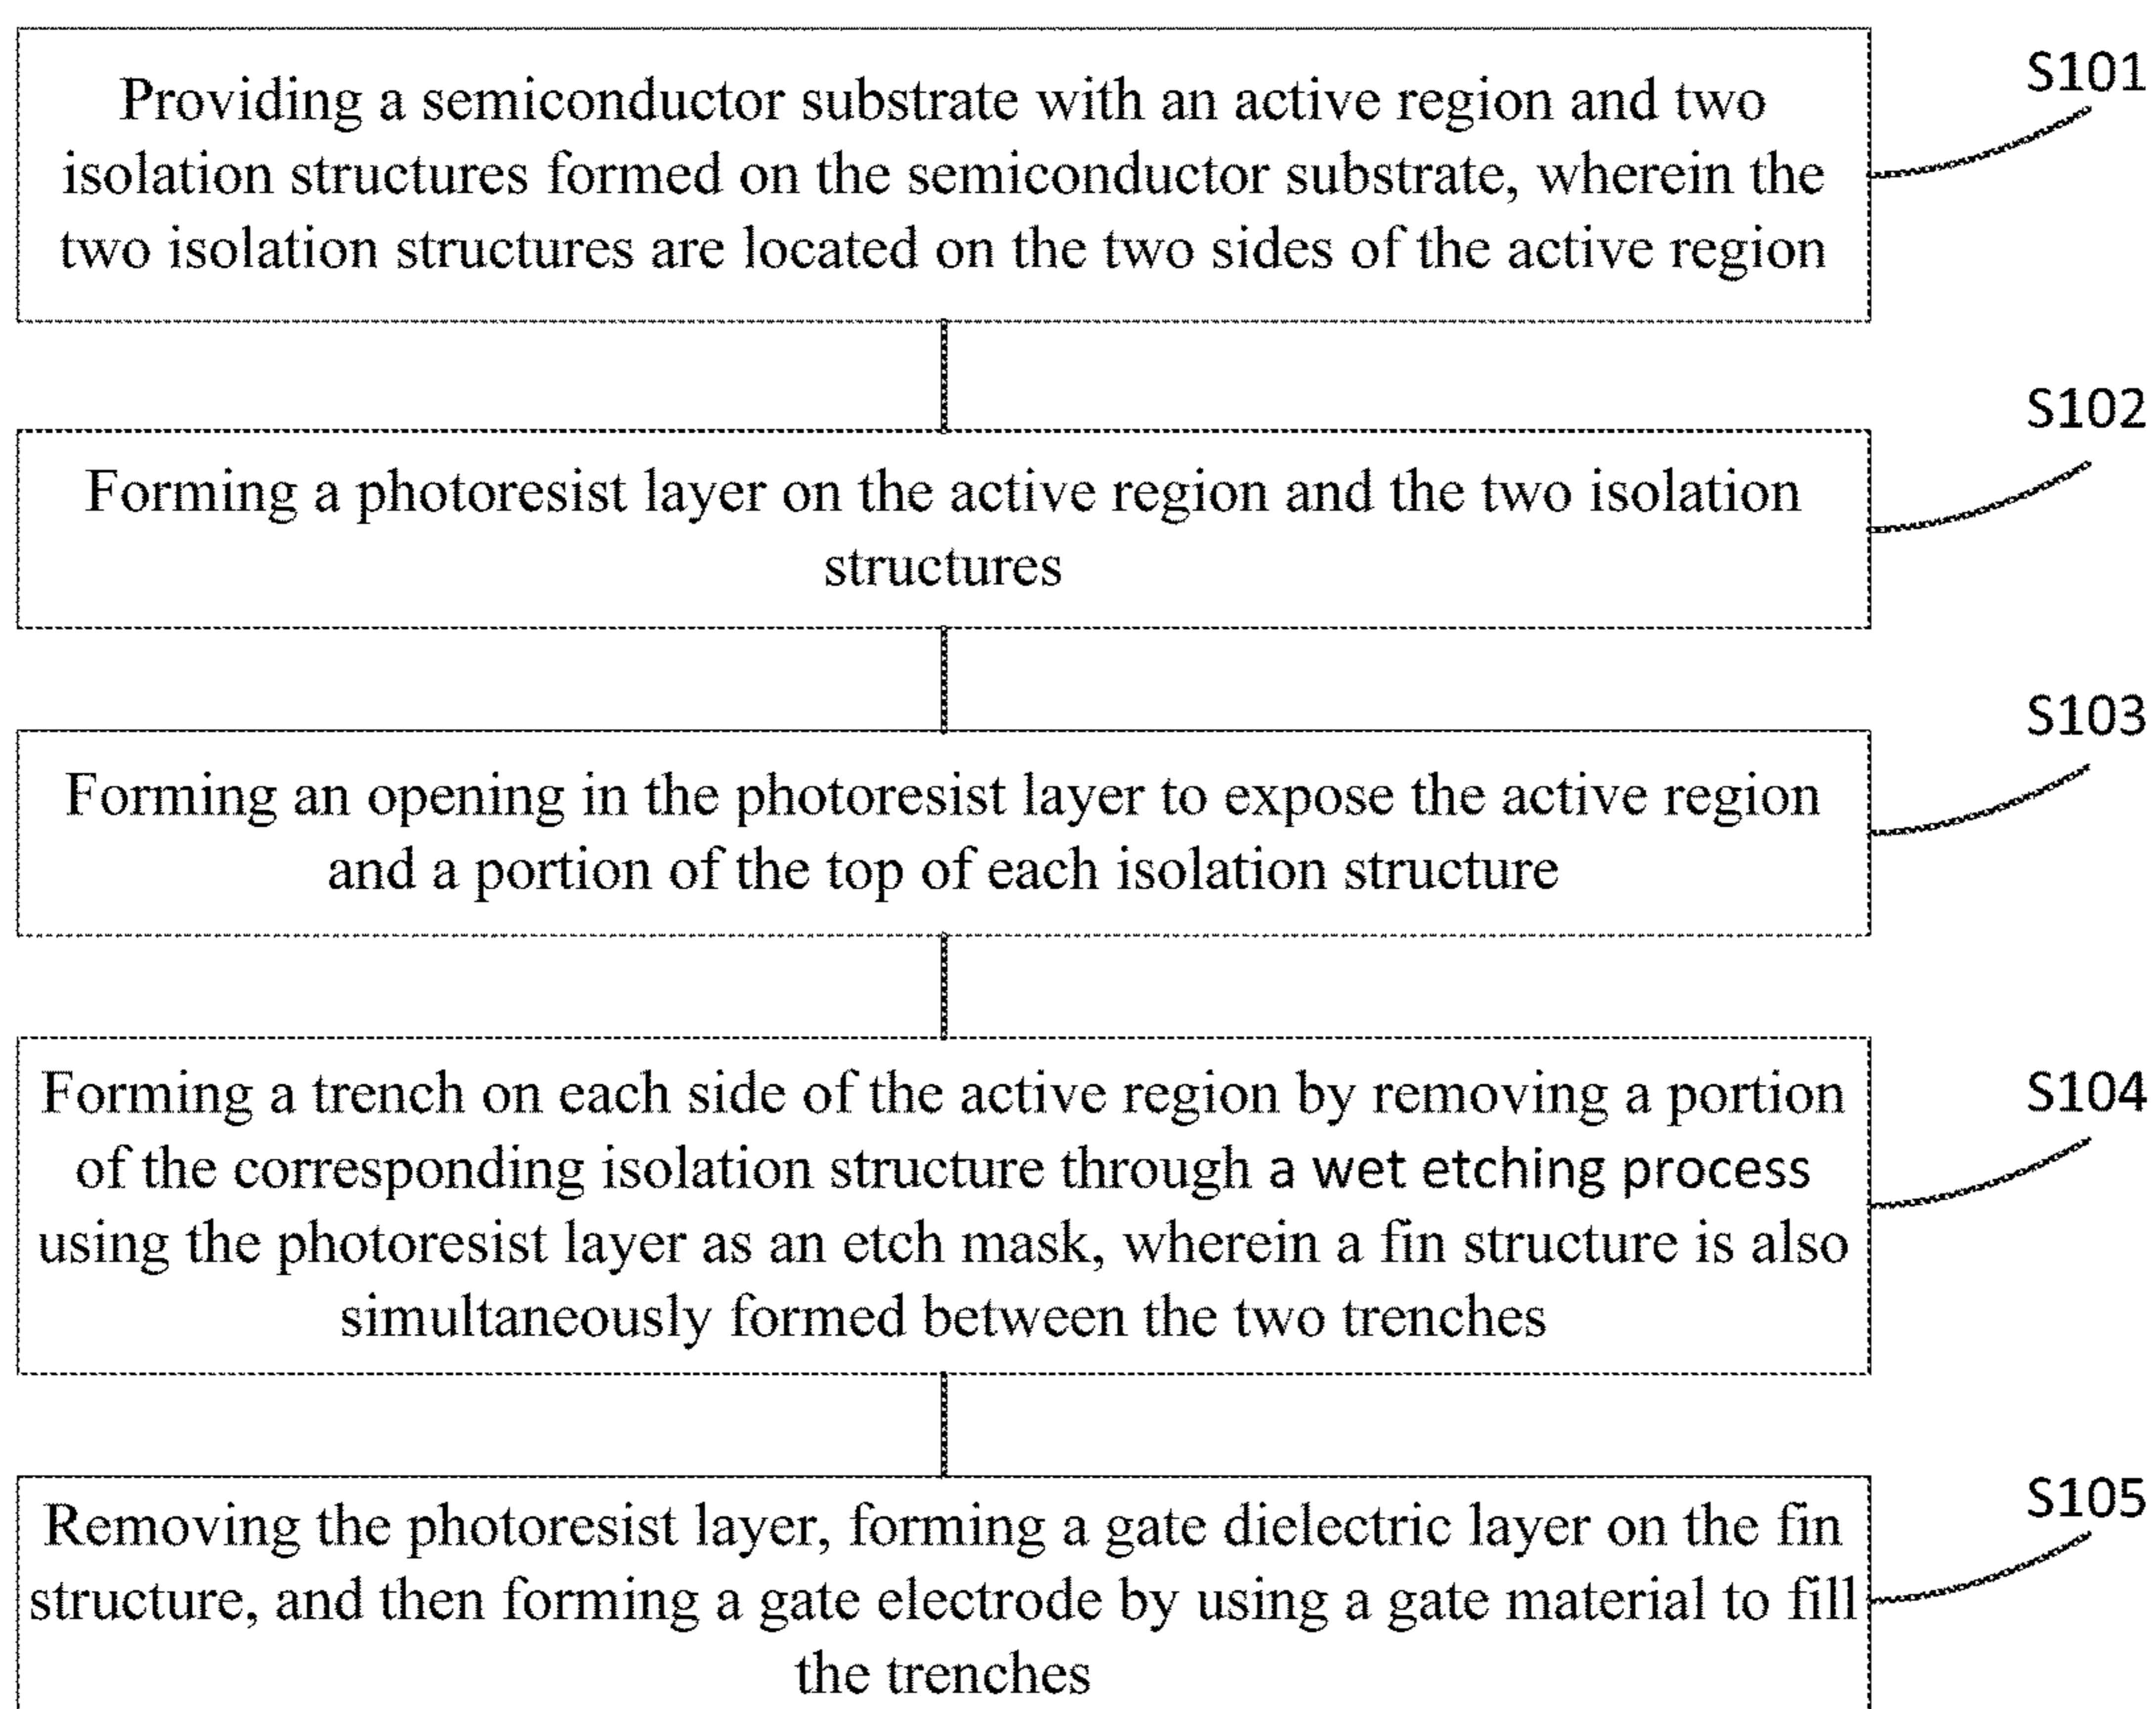 Providing a semiconductor substrate with an active region and two
isolation structures formed on the semiconductor substrate, wherein the
two isolation structures are located on the two sides of the active region
S101
Forming a photoresist layer on the active region and the two isolation
structures
S102
Forming an opening in the photoresist layer to expose the active region
and a portion of the top of each isolation structure
S103
Forming a trench on each side of the active region by removing a portion
of the corresponding isolation structure through a wet etching process
using the photoresist layer as an etch mask, wherein a fin structure is also
simultaneously formed between the two trenches
S104
Removing the photoresist layer, forming a gate dielectric layer on the fin
structure, and then forming a gate electrode by using a gate material to fill
the trenches
S105